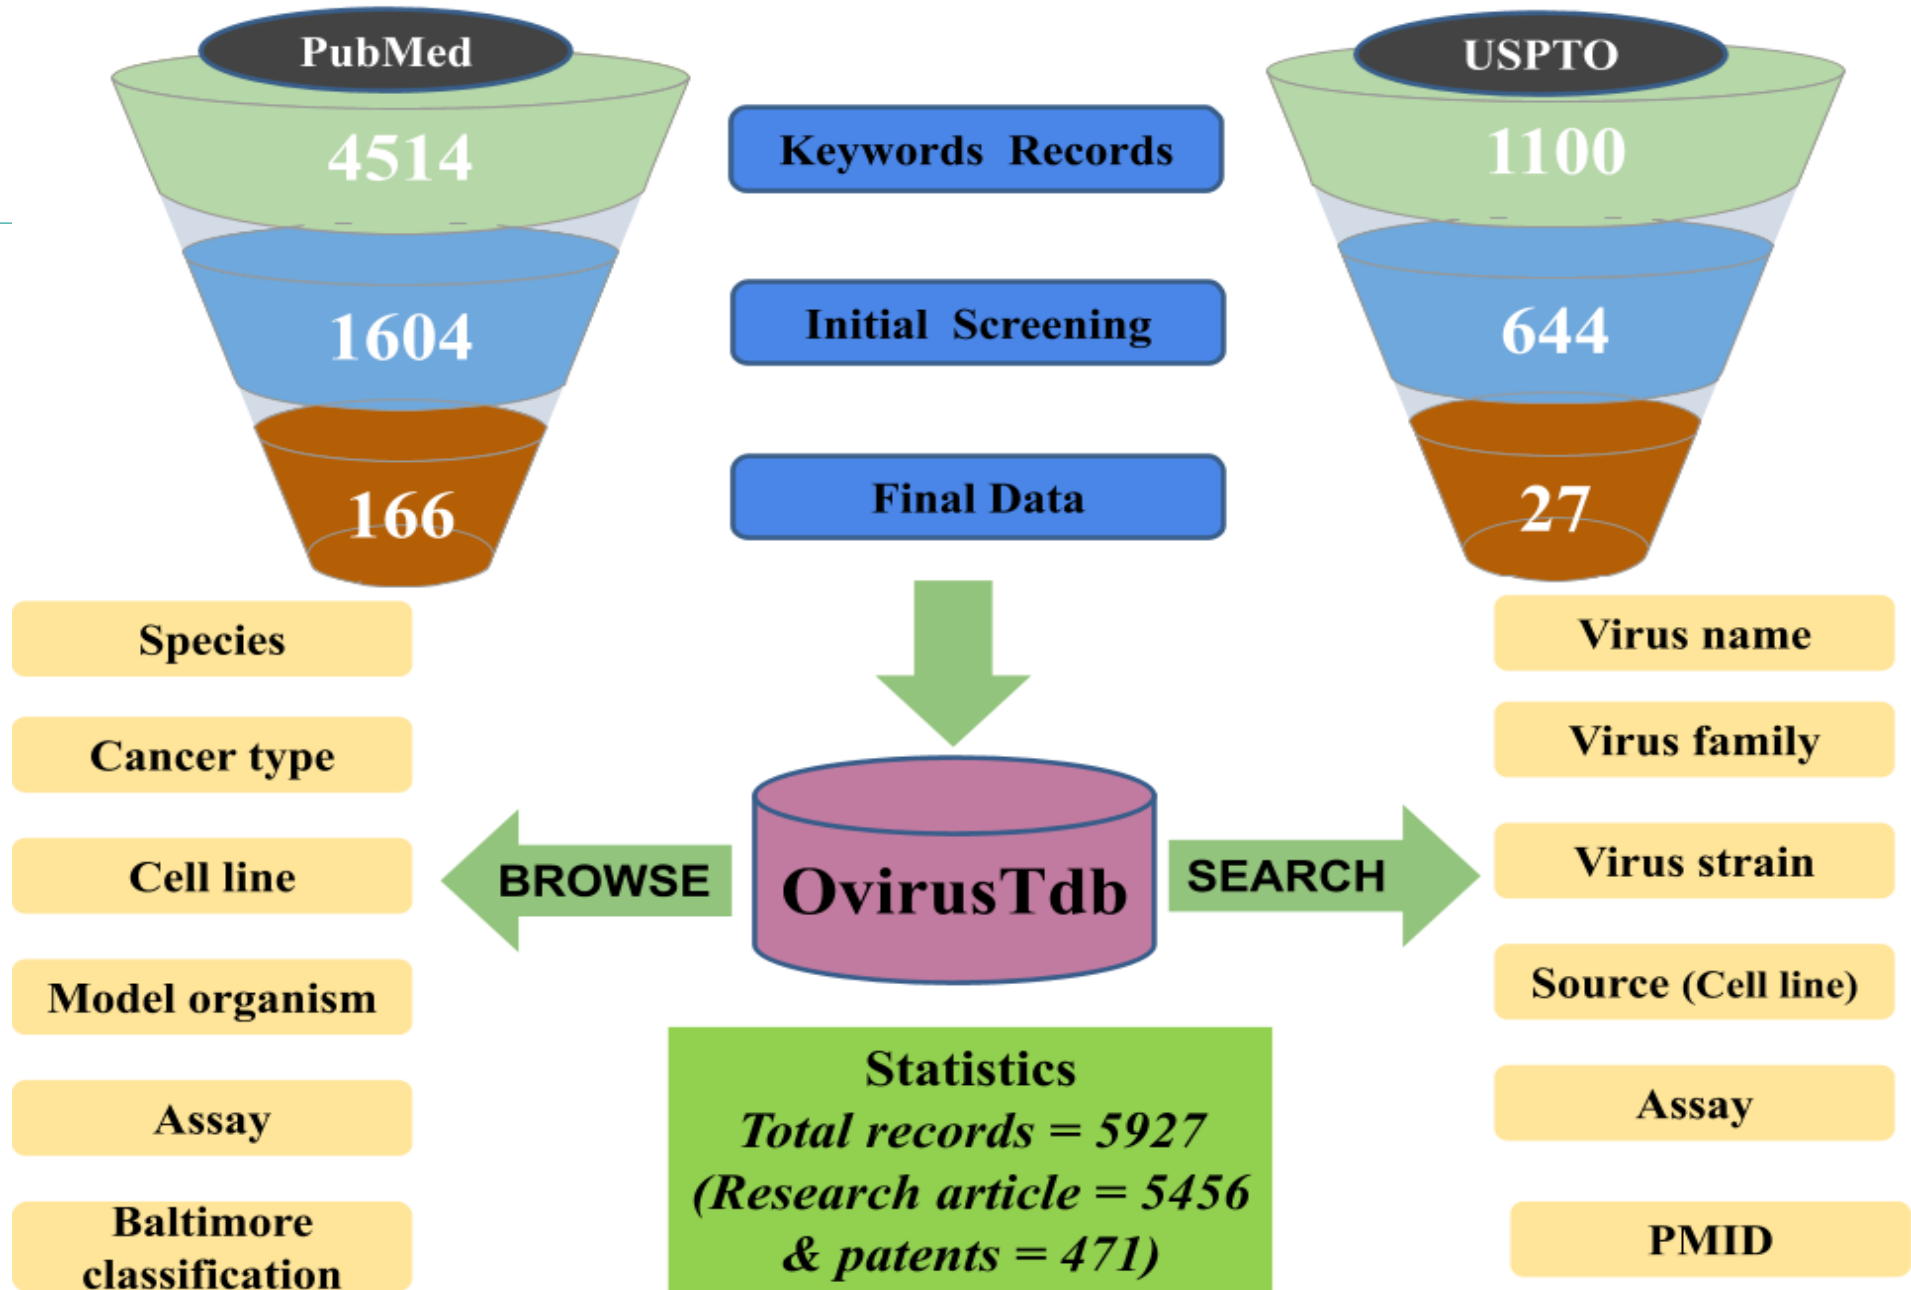 PubMed
4514
1604
166
Keywords Records
Initial Screening
Final Data
USPTO
1100
644
27
Species
Cancer type
Cell line
Model organism
Assay
Baltimore
classification
BROWSE
OvirusTdb
SEARCH
Statistics
Total records = 5927
(Research article = 5456
& patents = 471)
Virus name
Virus family
Virus strain
Source (Cell line)
Assay
PMID